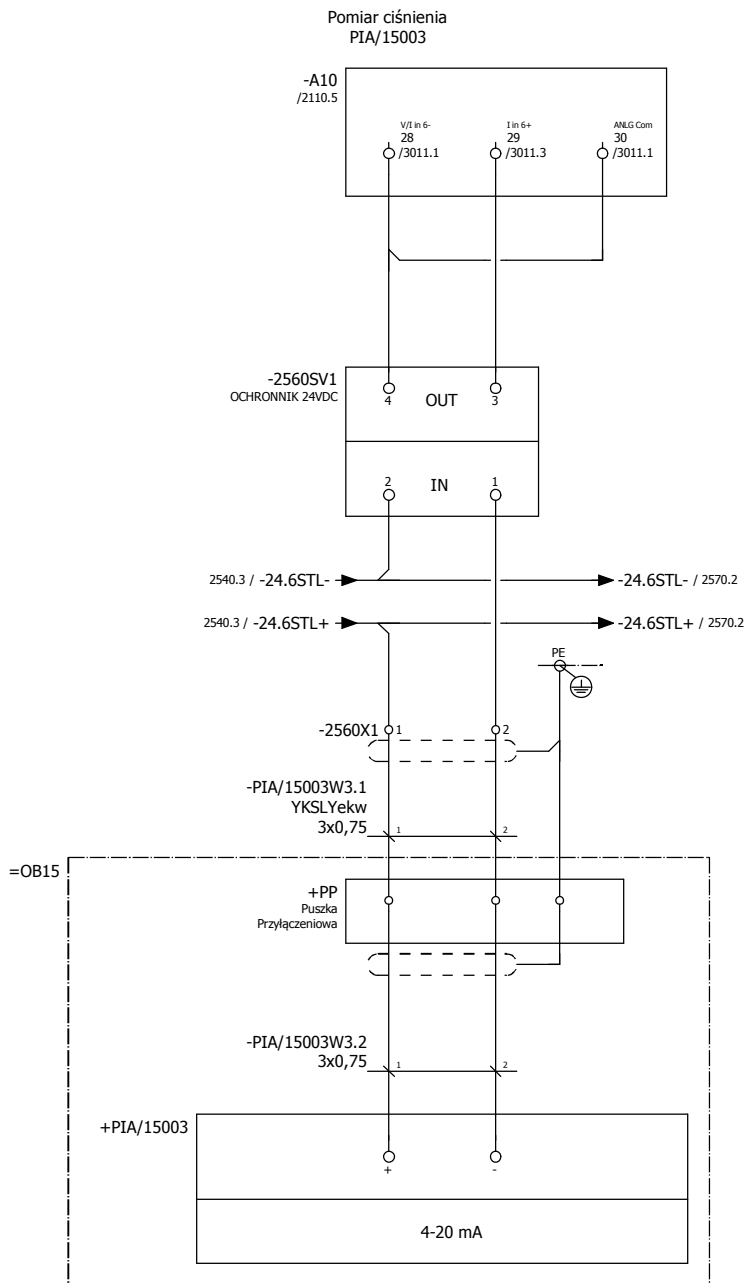 Pomiar ciśnienia
PIA/15003
-A10
/2110.5
V/I in 6-
28
/3011.1
I in 6+
29
/3011.3
ANLG Com
30
/3011.1
-2560SV1
OCHRONNIK 24VDC
4
OUT
3
2
IN
1
2540.3 / -24.6STL-
-24.6STL- / 2570.2
2540.3 / -24.6STL+
-24.6STL+ / 2570.2
PE
-2560X1
1
2
-PIA/15003W3.1
YKSLYekw
3x0,75
1
2
=OB15
+PP
Puszka
Przyłączeniowa
-PIA/15003W3.2
3x0,75
1
2
+PIA/15003
+
-
4-20 mA